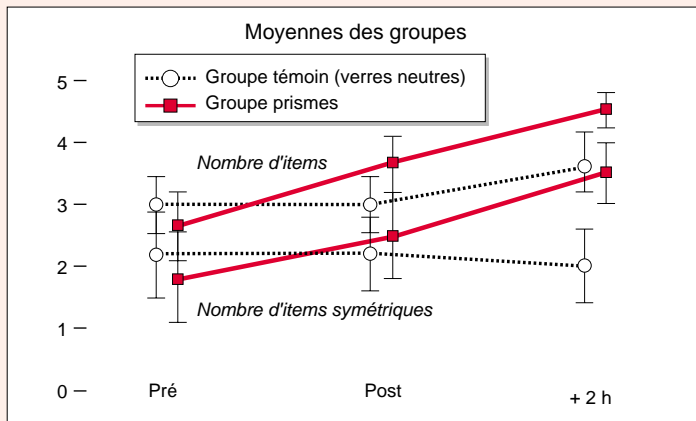 Moyennes des groupes
5
Groupe témoin (verres neutres)
Groupe prismes
4
Nombre d'items
3
2
Nombre d'items symétriques
1
0
Pré
Post
+ 2 h